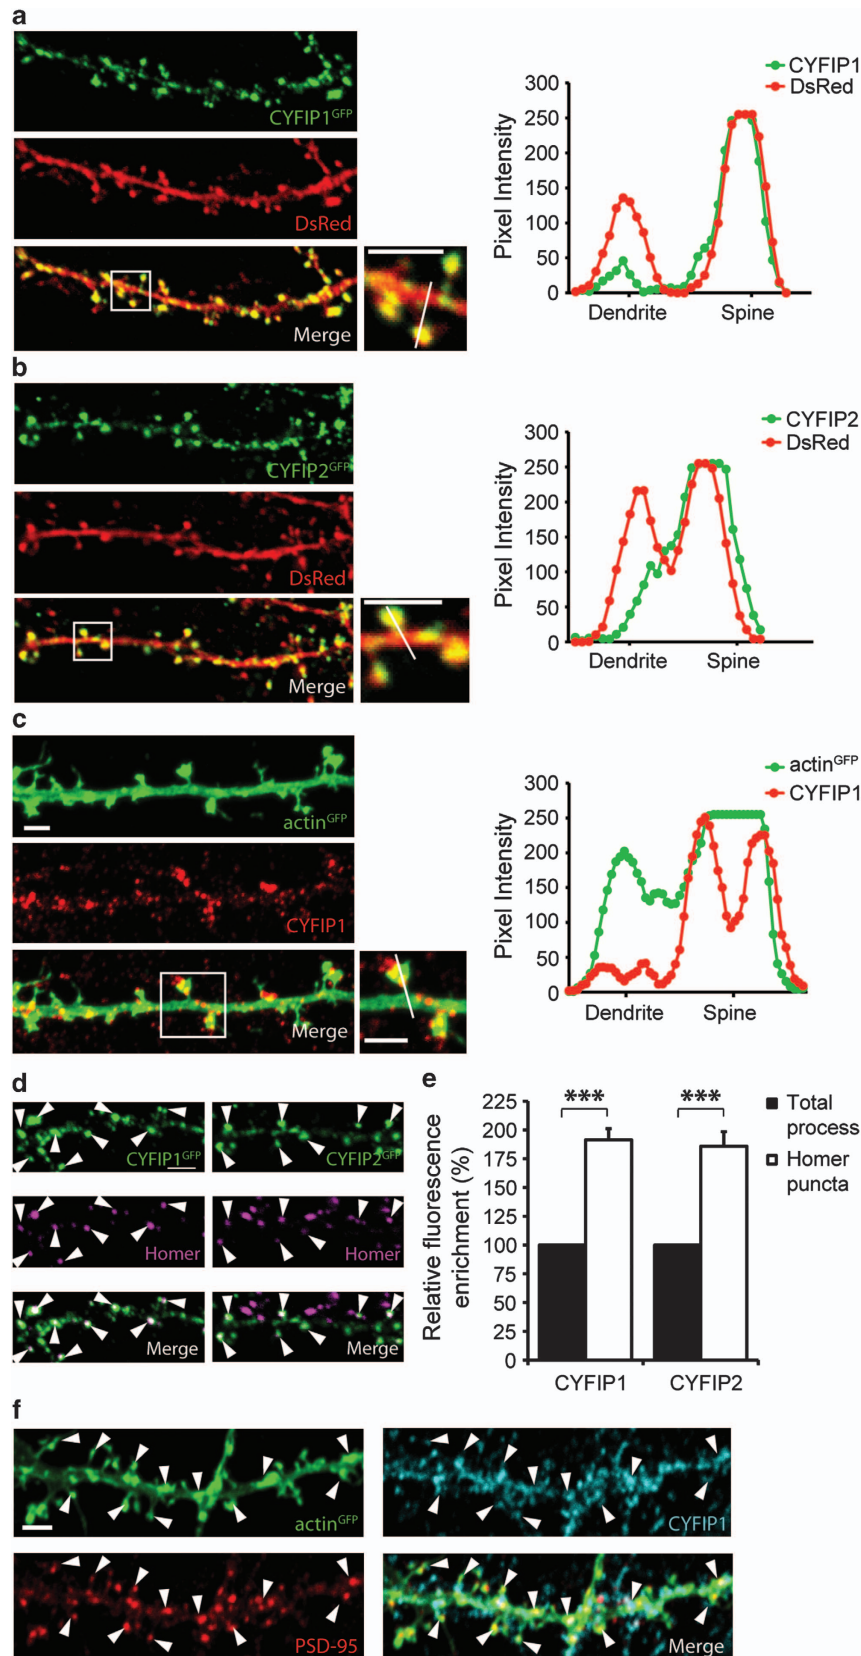 a
CYFIP1GFP
DsRed
Merge
CYFIP1
DsRed
Pixel Intensity
300
250
200
150
100
50
0
Dendrite
Spine
b
CYFIP2GFP
DsRed
Merge
CYFIP2
DsRed
Pixel Intensity
300
250
200
150
100
50
0
Dendrite
Spine
c
actinGFP
CYFIP1
Merge
actinGFP
CYFIP1
Pixel Intensity
300
250
200
150
100
50
0
Dendrite
Spine
d
CYFIP1GFP
CYFIP2GFP
Homer
Homer
Merge
Merge
e
Relative fluorescence
enrichment (%)
225
200
175
150
125
100
75
50
25
0
***
***
CYFIP1
CYFIP2
Total
process
Homer
puncta
f
actinGFP
CYFIP1
PSD-95
Merge